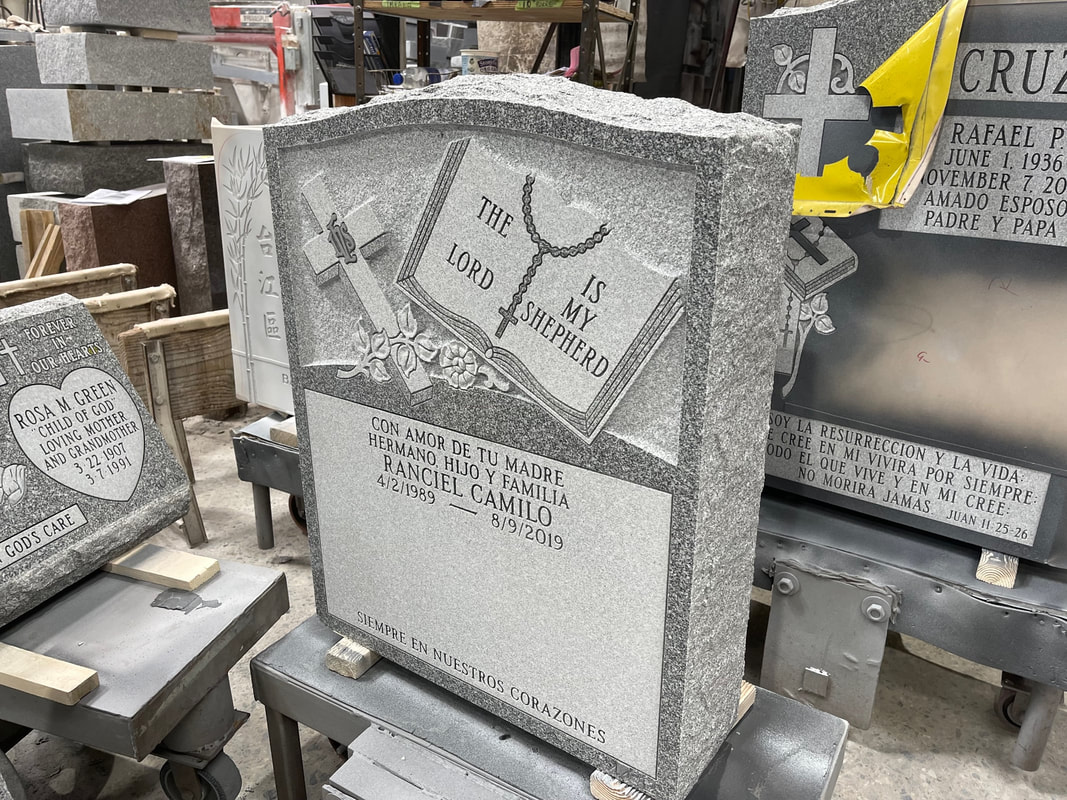 FOREVER
IN
OUR HEARTS
ROSA M GREEN
"CHILD OF GOD"
LOVING MOTHER
AND GRANDMOTHER
3-22-1907
3-7-1991
GOD'S CARE
台
江
區
IHS
THE
LORD
IS
MY
SHEPHERD
CON AMOR DE TU MADRE
HERMANO, HIJO Y FAMILIA
RANCIEL CAMILO
4/2/1989 — 8/9/2019
SIEMPRE EN NUESTROS CORAZONES
CRUZ
RAFAEL P.
JUNE 1, 1936
OVEMBER 7 20
AMADO ESPOSO
PADRE Y PAPA
SOY LA RESURRECCION Y LA VIDA:
E CREE EN MI VIVIRA POR SIEMPRE:
ODO EL QUE VIVE Y EN MI CREE:
NO MORIRA JAMAS JUAN 11-25-26